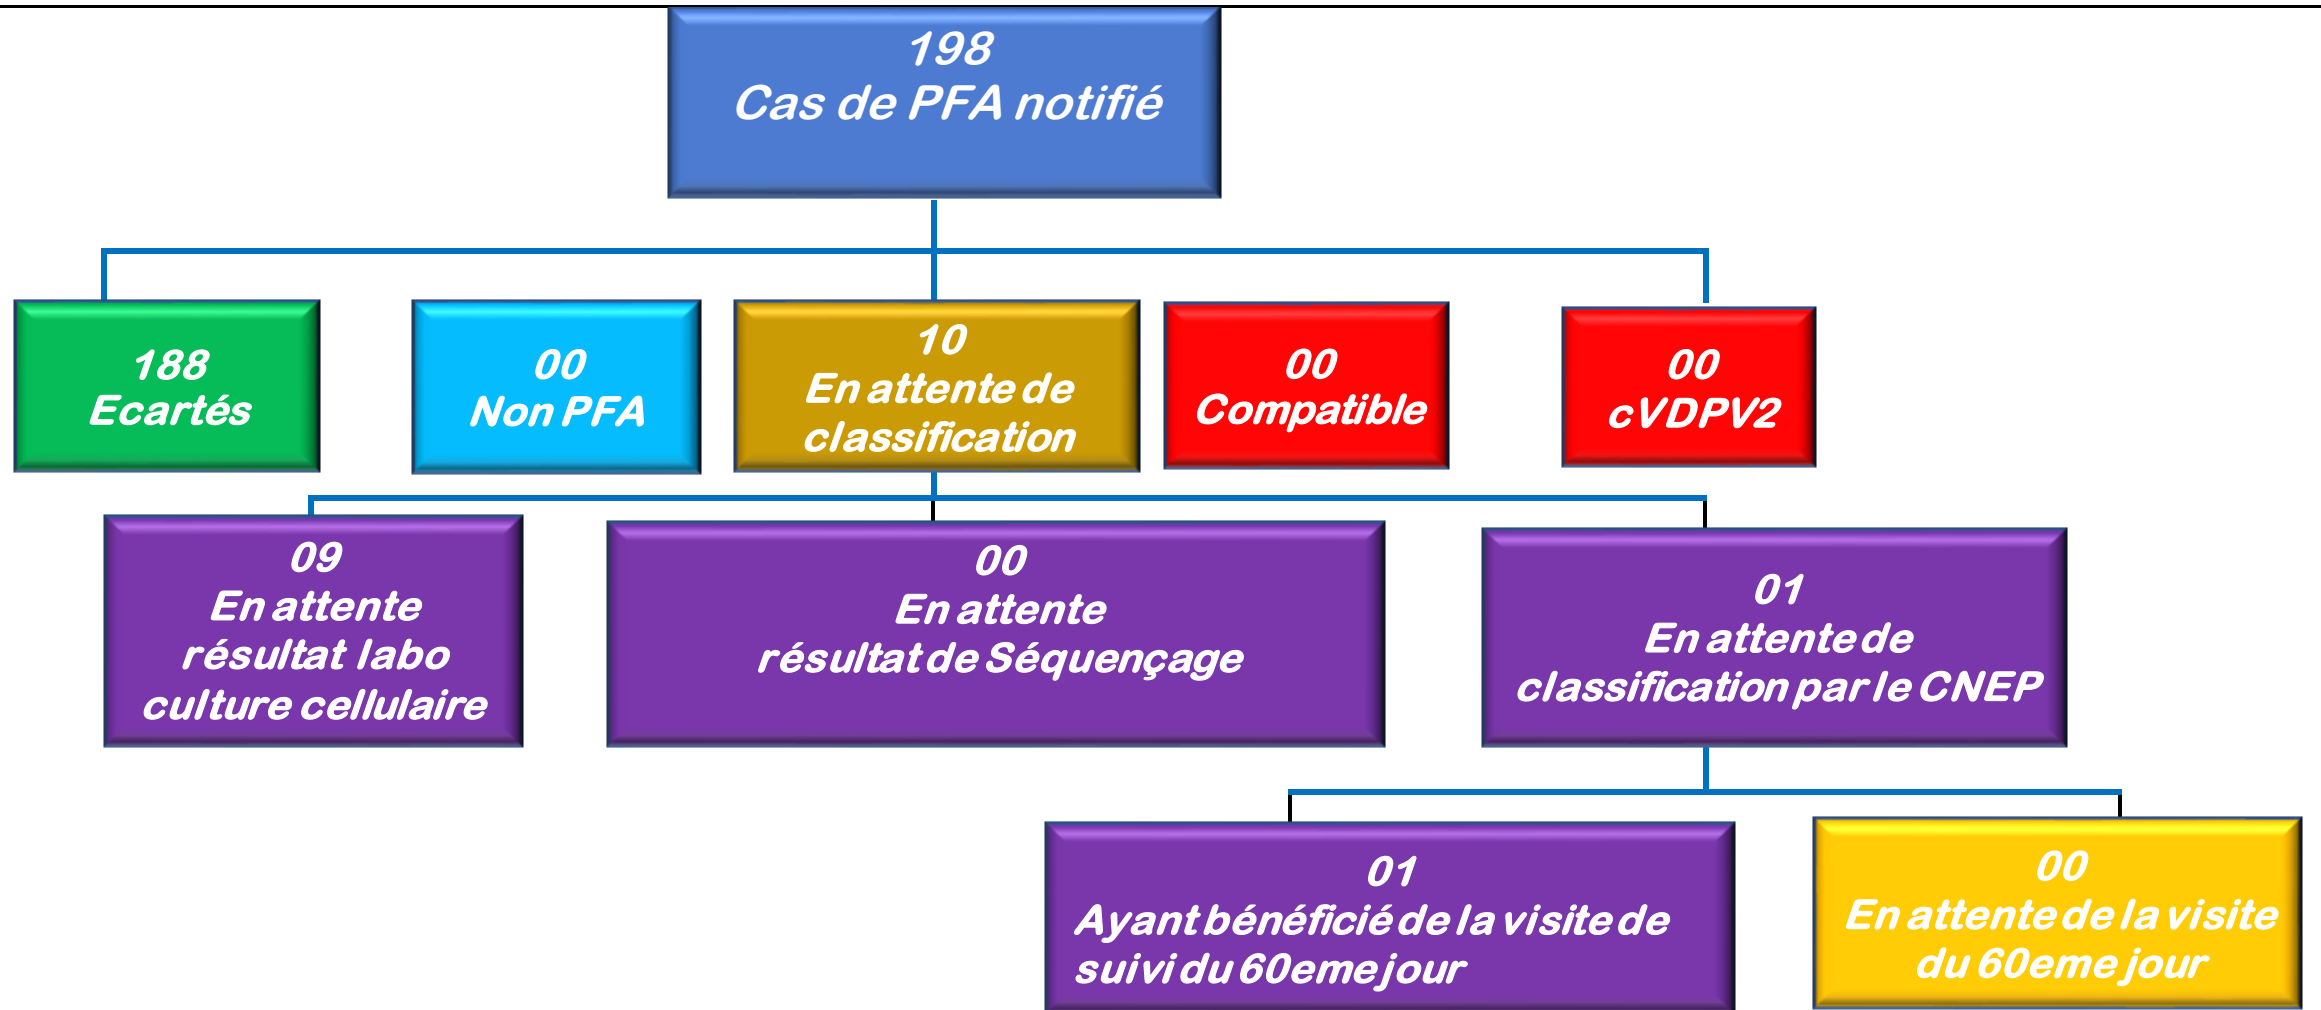 198
Cas de PFA notifié
188
Ecartés
00
Non PFA
10
En attente de
classification
00
Compatible
00
cVDPV2
09
En attente
résultat labo
culture cellulaire
00
En attente
résultat de Séquençage
01
En attente de
classification par le CNEP
01
Ayant bénéficié de la visite de
suivi du 60eme jour
00
En attente de la visite
du 60eme jour